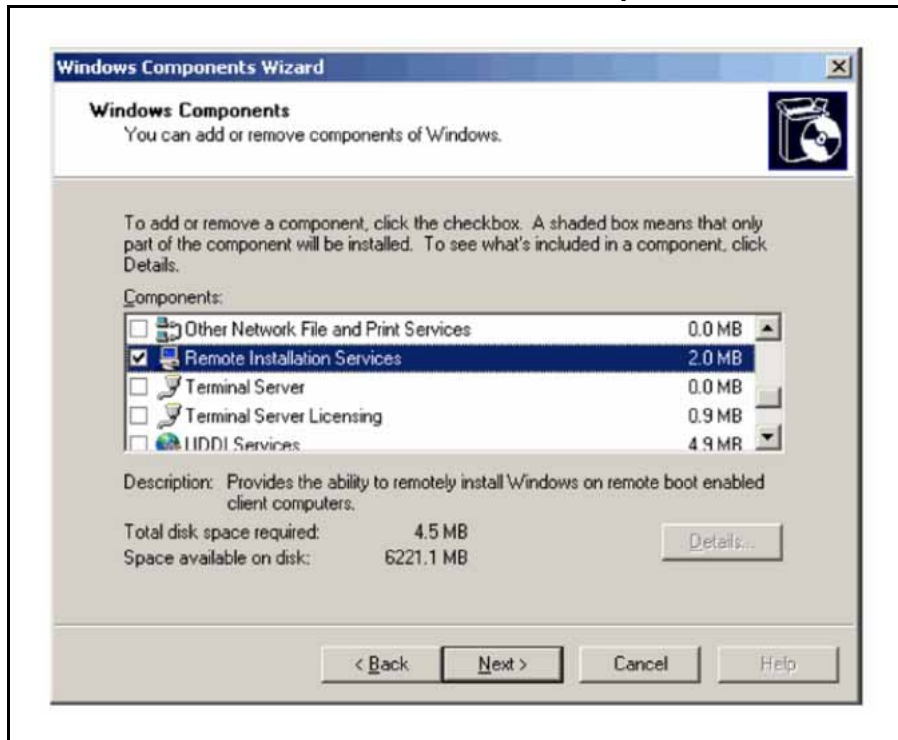 Windows Components Wizard
Windows Components
You can add or remove components of Windows.
To add or remove a component, click the checkbox. A shaded box means that only
part of the component will be installed. To see what's included in a component, click
Details.
Components:
Other Network File and Print Services 0.0 MB
Remote Installation Services 2.0 MB
Terminal Server 0.0 MB
Terminal Server Licensing 0.9 MB
UDDI Services 4.9 MB
Description: Provides the ability to remotely install Windows on remote boot enabled
client computers.
Total disk space required: 4.5 MB
Space available on disk: 6221.1 MB
Details...
< Back Next > Cancel Help